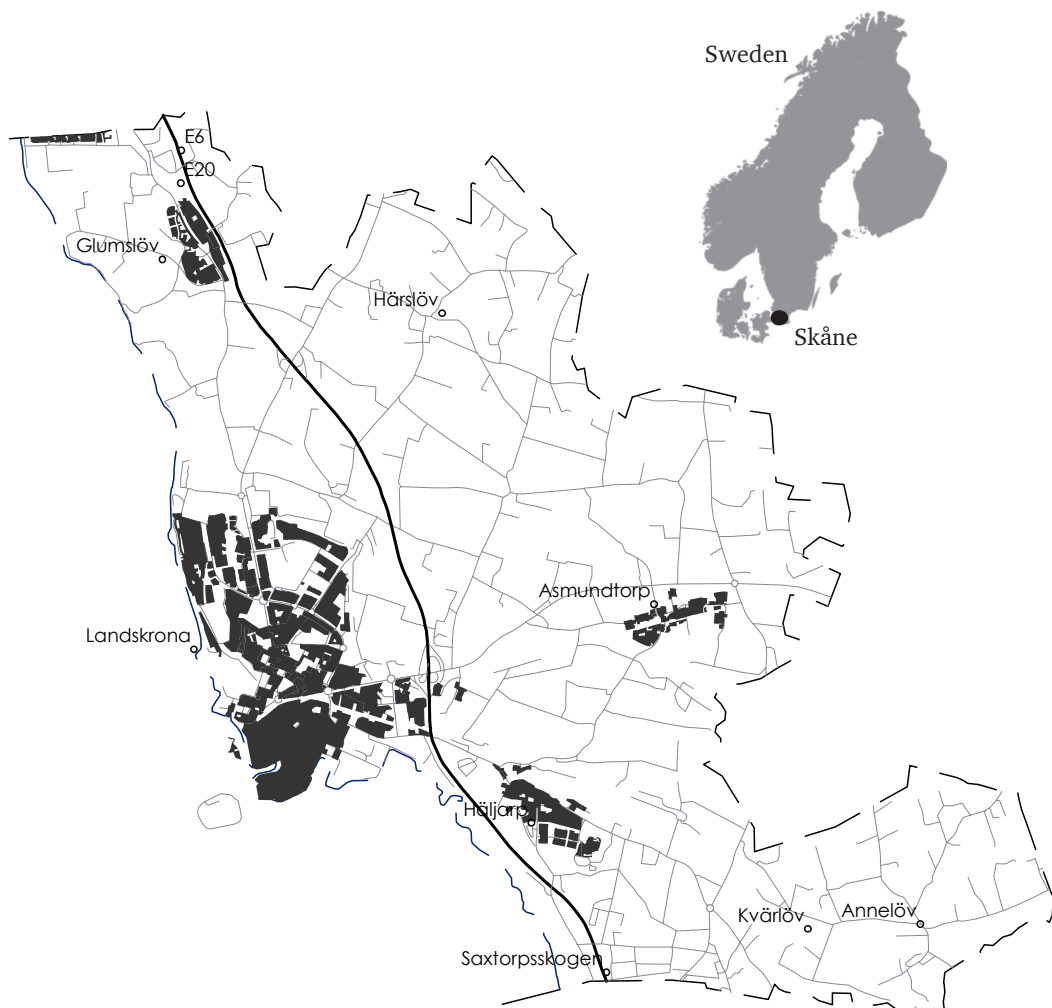 Sweden
E6
E20
Glumslöv
Härslöv
Skåne
Asmundtorp
Landskrona
Häljarp
Kvärlöv
Annelöv
Saxtorpsskogen